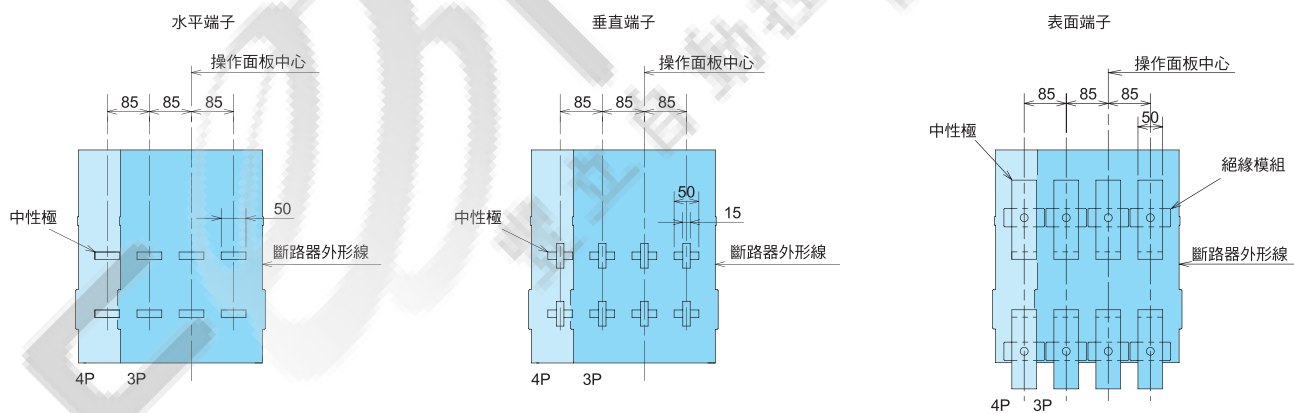 水平端子
操作面板中心
85 85 85
50
中性極
斷路器外形線
4P 3P
垂直端子
操作面板中心
85 85 85
50
15
中性極
斷路器外形線
4P 3P
表面端子
操作面板中心
85 85 85
50
中性極
絕緣模組
斷路器外形線
4P 3P